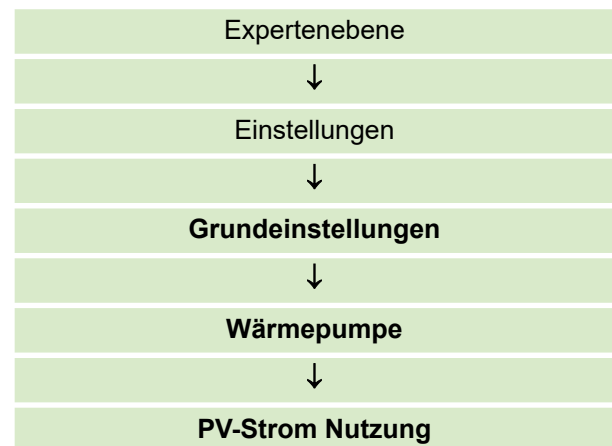 Expertenebene
↓
Einstellungen
↓
Grundeinstellungen
↓
Wärmepumpe
↓
PV-Strom Nutzung